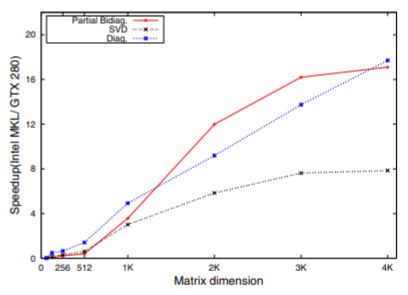 Partial Bidiag.
SVD
Diag.
20
16
12
8
4
0
Speedup(Intel MKL/ GTX 280)
0 256 512 1K 2K 3K 4K
Matrix dimension